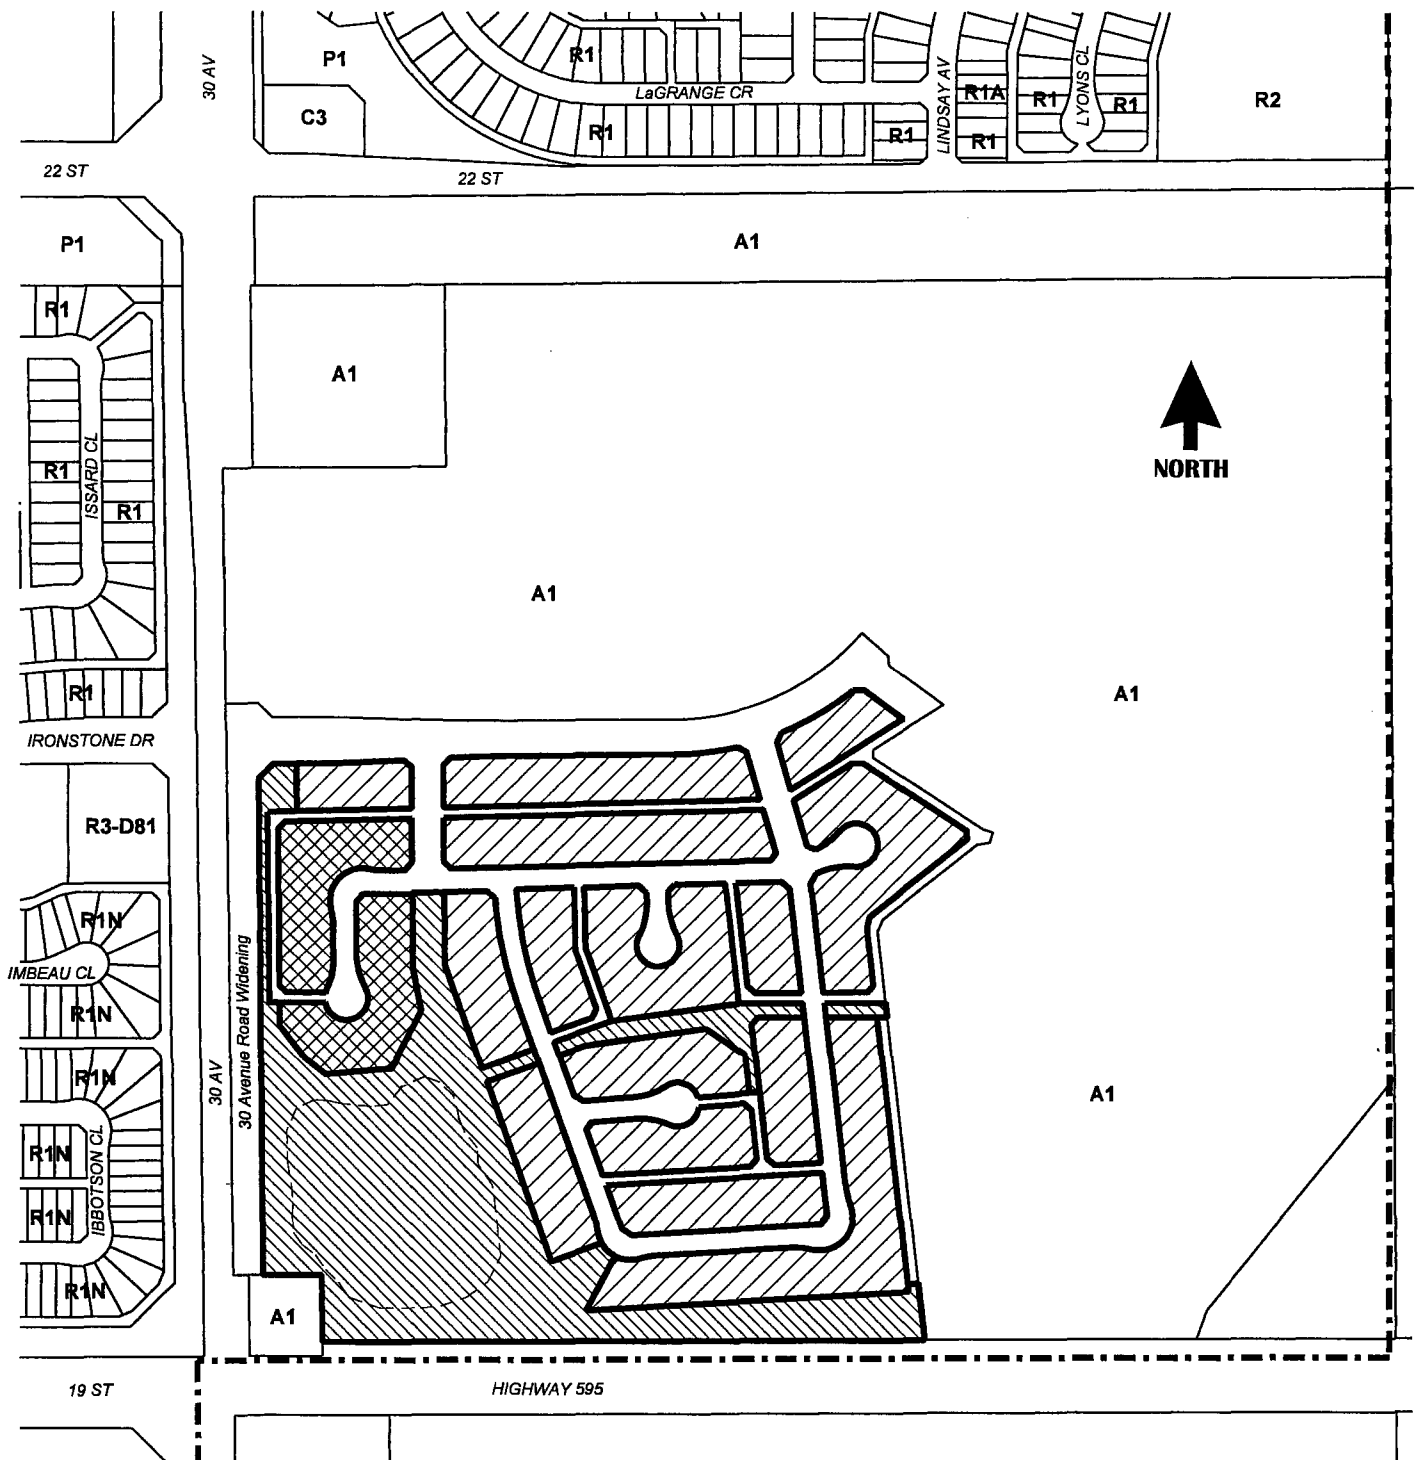 30 AV
P1
R1
LaGRANGE CR
C3
R1
R1
LINDSAY AV
R1A
R1
R1
LYONS CL
R1
R2
22 ST
22 ST
P1
A1
R1
A1
NORTH
R1
ISSARD CL
R1
A1
R1
A1
IRONSTONE DR
R3-D81
R1N
IMBEAU CL
R1N
30 Avenue Road Widening
30 AV
R1N
A1
R1N
IBBOTSON CL
R1N
R1N
A1
19 ST
HIGHWAY 595